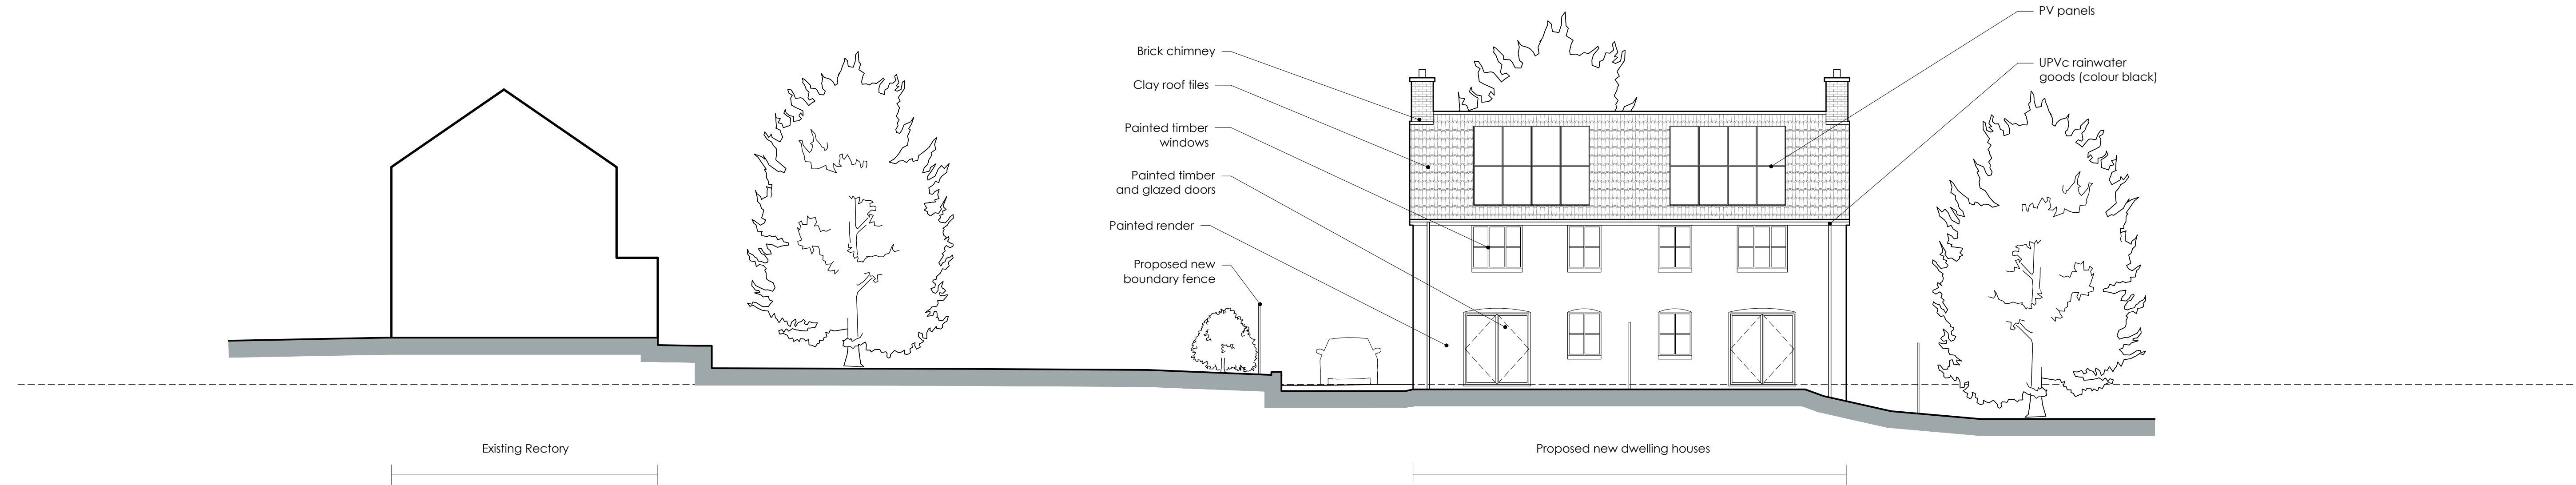 Brick chimney
Clay roof tiles
Painted timber
windows
Painted timber
and glazed doors
Painted render
Proposed new
boundary fence
PV panels
UPVc rainwater
goods (colour black)
Existing Rectory
Proposed new dwelling houses